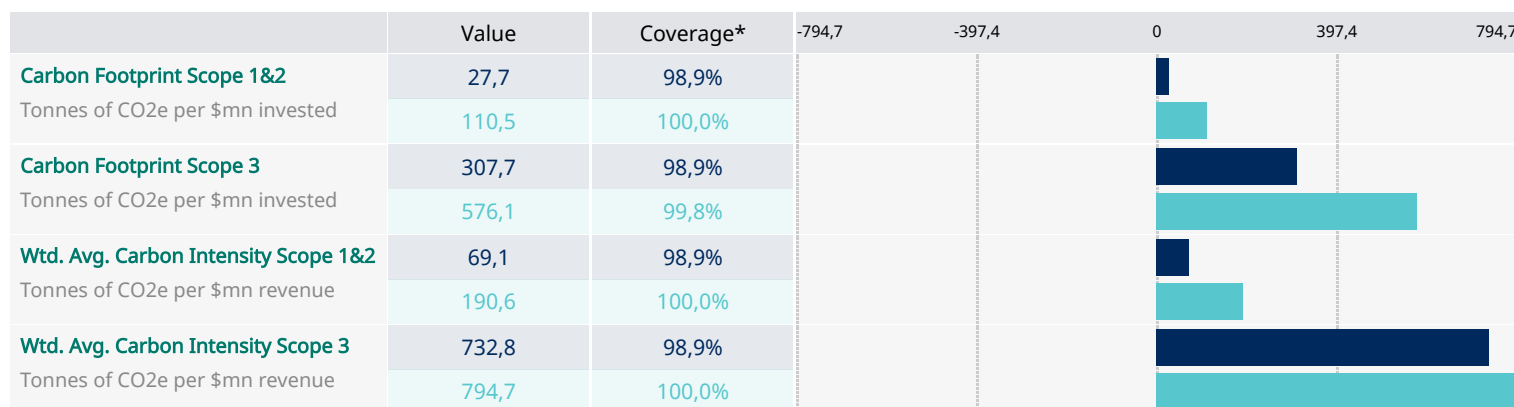 Value Coverage* -794,7 -397,4 0 397,4 794,7
Carbon Footprint Scope 1&2 27,7 98,9%
Tonnes of CO2e per $mn invested 110,5 100,0%
Carbon Footprint Scope 3 307,7 98,9%
Tonnes of CO2e per $mn invested 576,1 99,8%
Wtd. Avg. Carbon Intensity Scope 1&2 69,1 98,9%
Tonnes of CO2e per $mn revenue 190,6 100,0%
Wtd. Avg. Carbon Intensity Scope 3 732,8 98,9%
Tonnes of CO2e per $mn revenue 794,7 100,0%